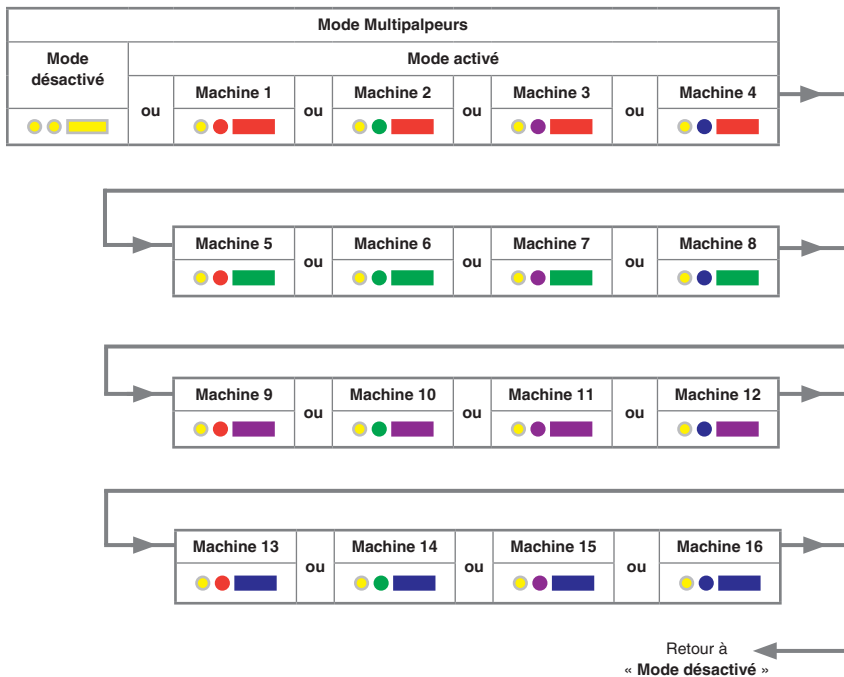 Mode Multipalpeurs
Mode désactivé
Mode activé
ou
Machine 1
ou
Machine 2
ou
Machine 3
ou
Machine 4
Machine 5
ou
Machine 6
ou
Machine 7
ou
Machine 8
Machine 9
ou
Machine 10
ou
Machine 11
ou
Machine 12
Machine 13
ou
Machine 14
ou
Machine 15
ou
Machine 16
Retour à
« Mode désactivé »